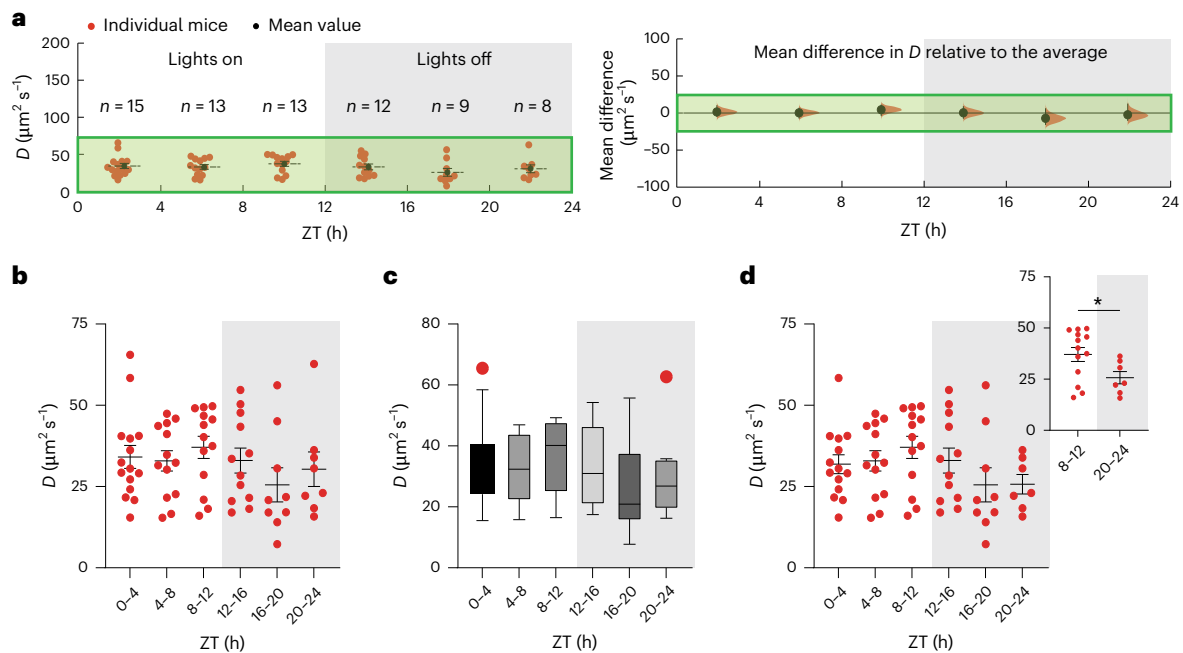 a
Individual mice Mean value
200
150
100
50
0
D (μm² s⁻¹)
Lights on Lights off
n = 15 n = 13 n = 13 n = 12 n = 9 n = 8
0 4 8 12 16 20 24
ZT (h)
100
50
0
−50
−100
Mean difference
(μm² s⁻¹)
Mean difference in D relative to the average
0 4 8 12 16 20 24
ZT (h)
b
75
50
25
0
D (μm² s⁻¹)
0–4 4–8 8–12 12–16 16–20 20–24
ZT (h)
c
80
60
40
20
0
D (μm² s⁻¹)
0–4 4–8 8–12 12–16 16–20 20–24
ZT (h)
d
75
50
25
0
D (μm² s⁻¹)
0–4 4–8 8–12 12–16 16–20 20–24
ZT (h)
75
50
25
0
*
8–12 20–24